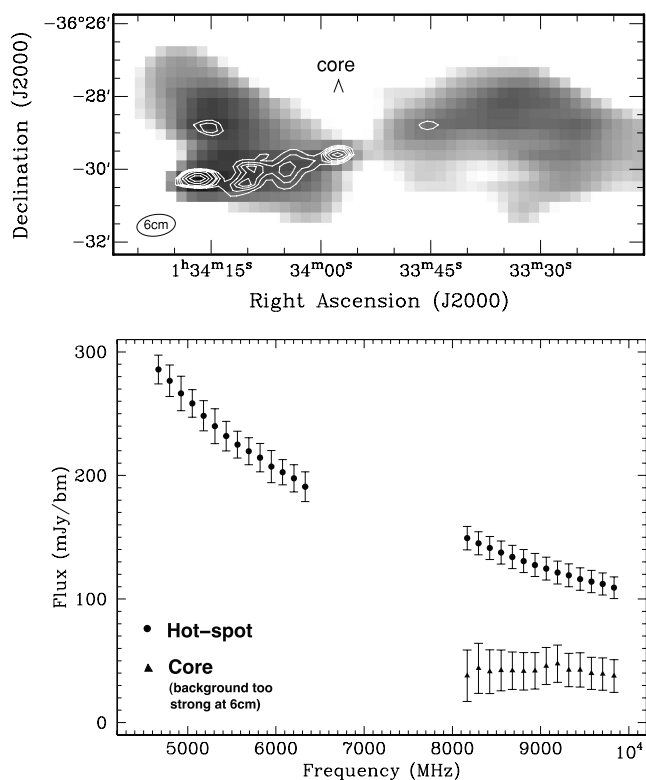 -36°26′
-28′
-30′
-32′
Declination (J2000)
core
6cm
1ʰ34ᵐ15ˢ 34ᵐ00ˢ 33ᵐ45ˢ 33ᵐ30ˢ
Right Ascension (J2000)
300
200
100
0
Flux (mJy/bm)
Hot-spot
Core
(background too
strong at 6cm)
5000 6000 7000 8000 9000 10⁴
Frequency (MHz)